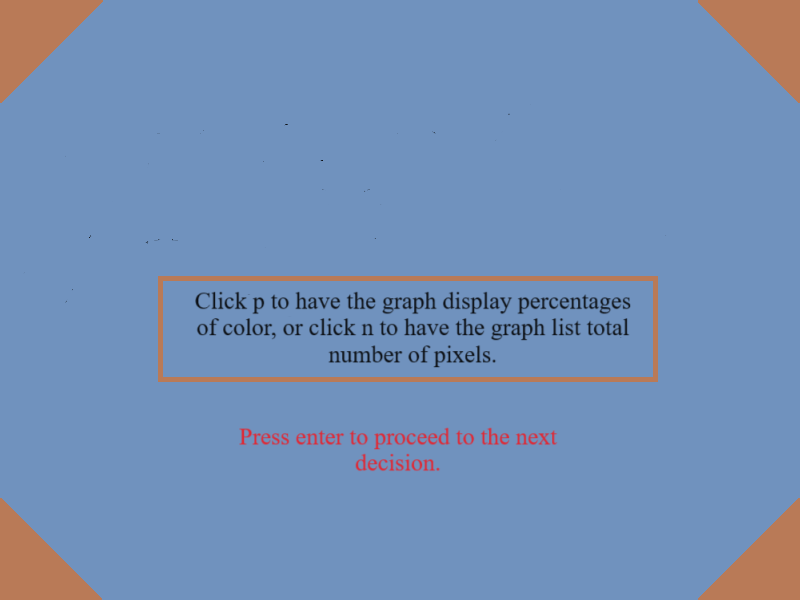 Click p to have the graph display percentages
of color, or click n to have the graph list total
number of pixels.
Press enter to proceed to the next
decision.